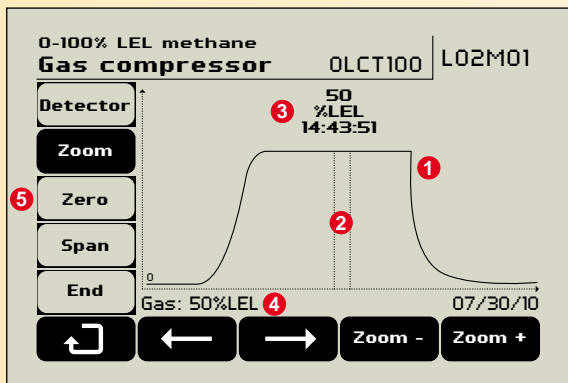 0-100% LEL methane
Gas compressor OLCT100 L02M01
Detector
Zoom
Zero
Span
End
50
%LEL
14:43:51
3
1
2
5
0
Gas: 50%LEL 4 07/30/10
Zoom - Zoom +